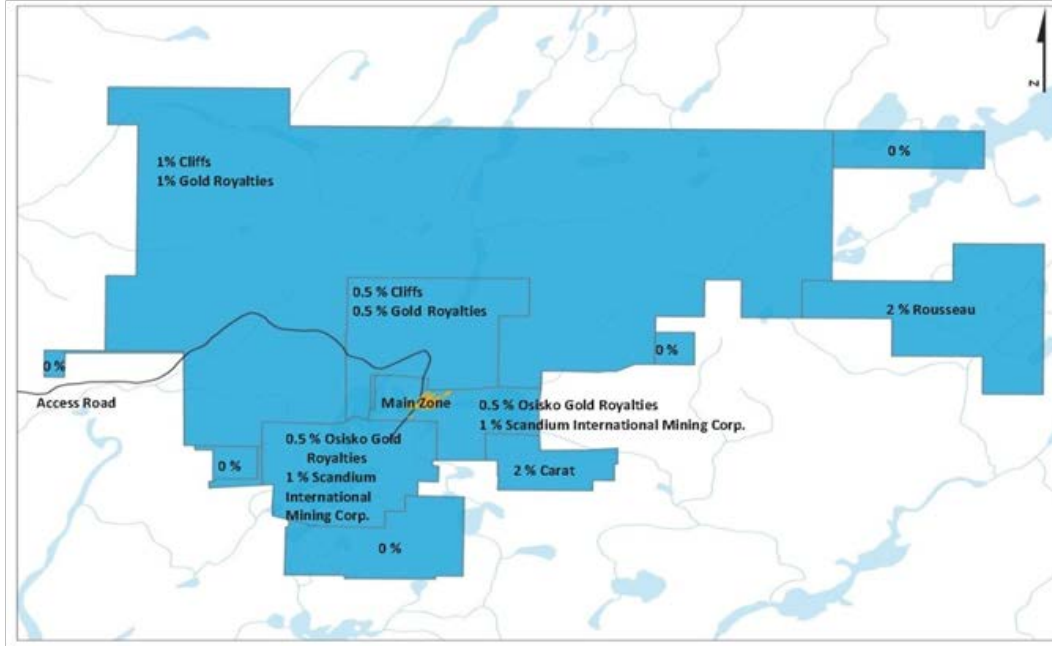 N
0 %
1% Cliffs
1% Gold Royalties
0.5 % Cliffs
0.5 % Gold Royalties
2 % Rousseau
0 %
0 %
Access Road
Main Zone
0.5 % Osisko Gold Royalties
1 % Scandium International Mining Corp.
0.5 % Osisko Gold
Royalties
1 % Scandium
International
Mining Corp.
0 %
2 % Carat
0 %